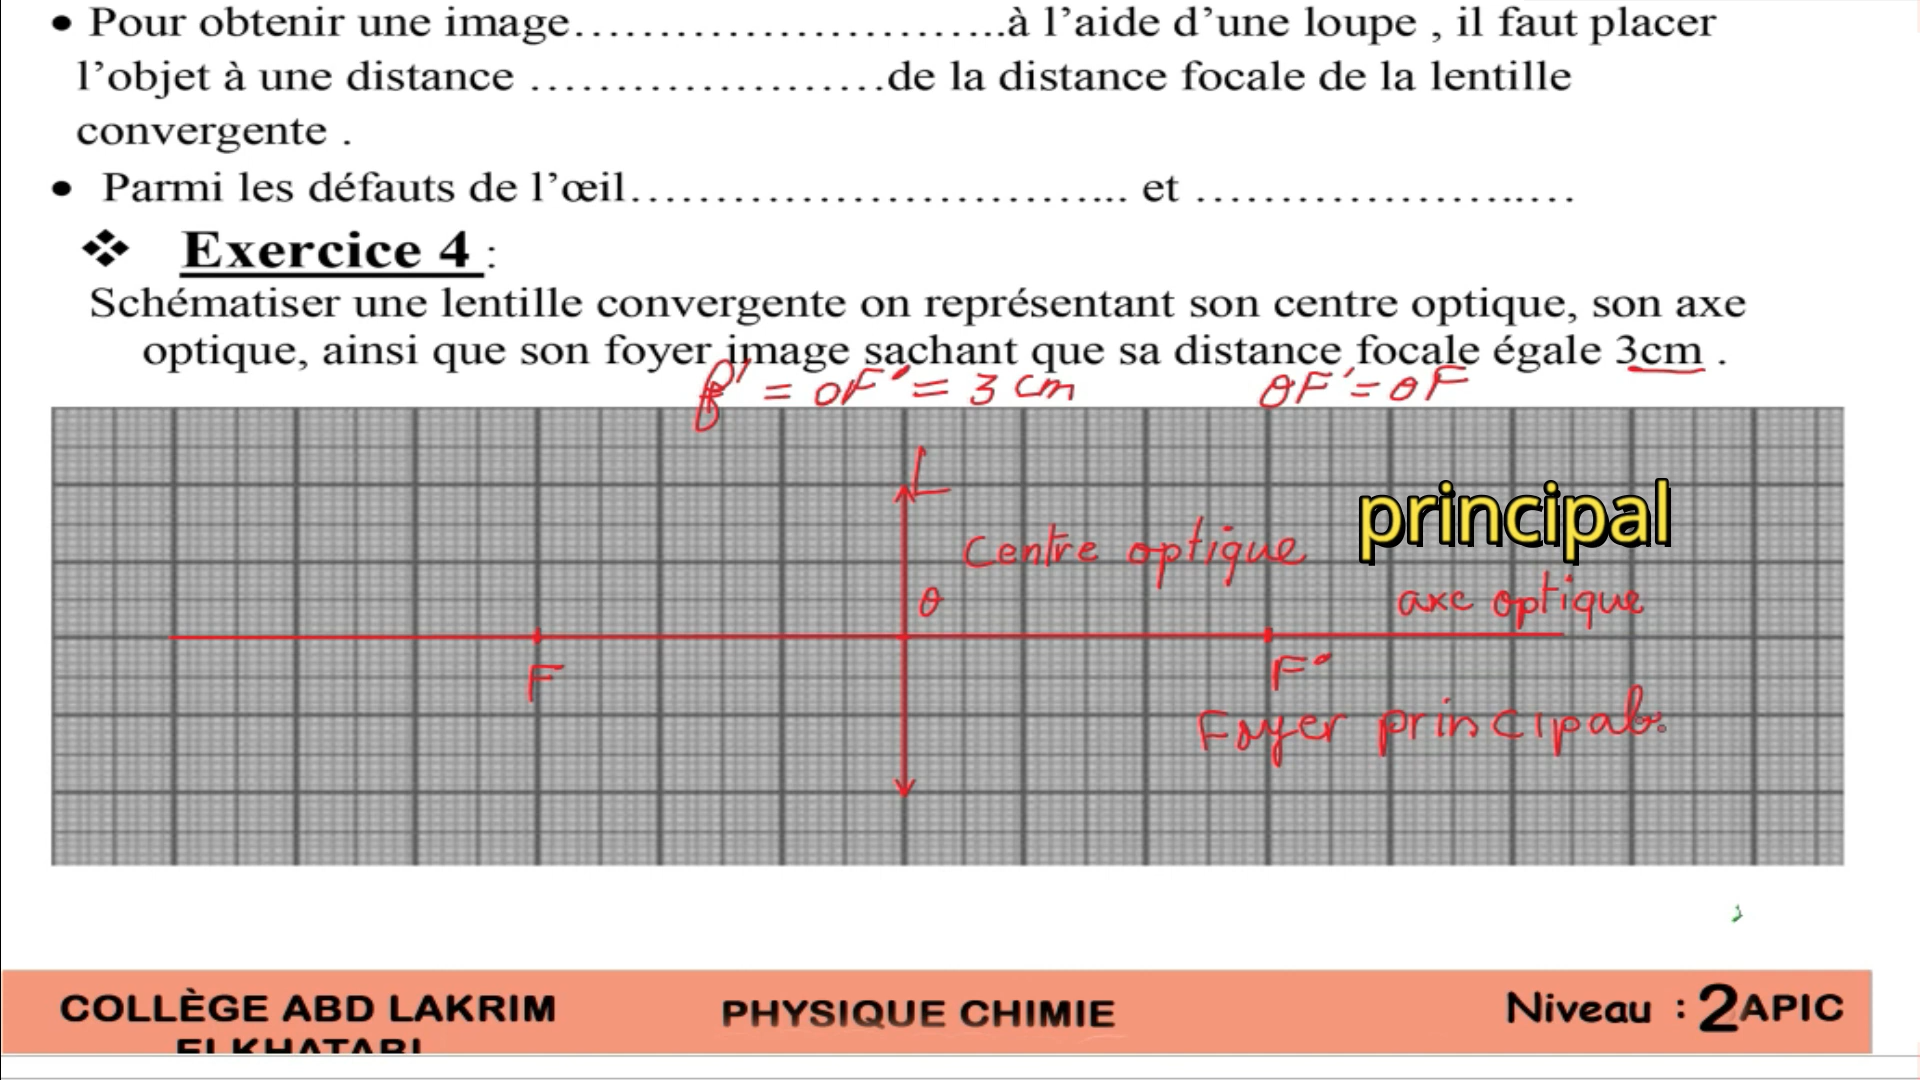 • Pour obtenir une image……………………………..à l’aide d’une loupe , il faut placer
l’objet à une distance …………………….de la distance focale de la lentille
convergente .
• Parmi les défauts de l’œil………………………………... et …………………..…
❖ Exercice 4 :
Schématiser une lentille convergente on représentant son centre optique, son axe
optique, ainsi que son foyer image sachant que sa distance focale égale 3cm .
f' = OF' = 3 cm OF' = OF
L
principal
Centre optique
axe optique
O
F
F'
Foyer principal
COLLÈGE ABD LAKRIM
ELKHATABI
PHYSIQUE CHIMIE
Niveau : 2APIC